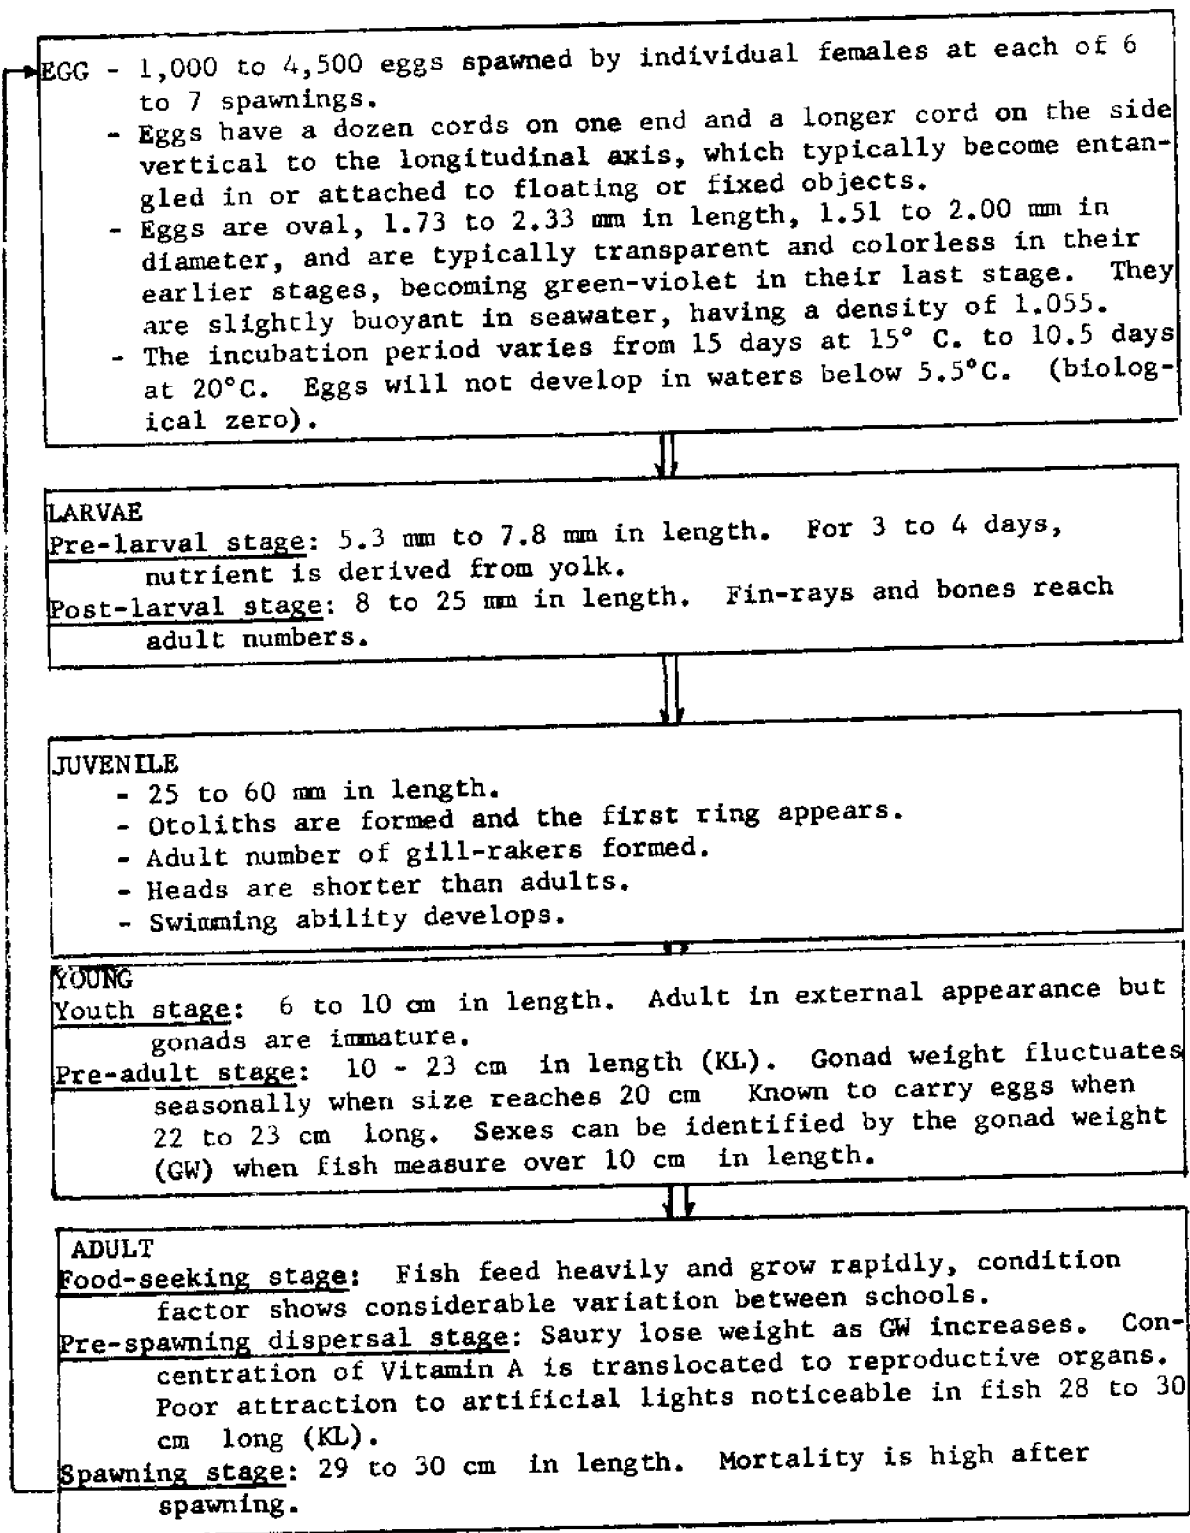 EGG - 1,000 to 4,500 eggs spawned by individual females at each of 6
to 7 spawnings.
- Eggs have a dozen cords on one end and a longer cord on the side
vertical to the longitudinal axis, which typically become entan-
gled in or attached to floating or fixed objects.
- Eggs are oval, 1.73 to 2.33 mm in length, 1.51 to 2.00 mm in
diameter, and are typically transparent and colorless in their
earlier stages, becoming green-violet in their last stage. They
are slightly buoyant in seawater, having a density of 1.055.
- The incubation period varies from 15 days at 15° C. to 10.5 days
at 20°C. Eggs will not develop in waters below 5.5°C. (biolog-
ical zero).
LARVAE
Pre-larval stage: 5.3 mm to 7.8 mm in length. For 3 to 4 days,
nutrient is derived from yolk.
Post-larval stage: 8 to 25 mm in length. Fin-rays and bones reach
adult numbers.
JUVENILE
- 25 to 60 mm in length.
- Otoliths are formed and the first ring appears.
- Adult number of gill-rakers formed.
- Heads are shorter than adults.
- Swimming ability develops.
YOUNG
Youth stage: 6 to 10 cm in length. Adult in external appearance but
gonads are immature.
Pre-adult stage: 10 - 23 cm in length (KL). Gonad weight fluctuates
seasonally when size reaches 20 cm Known to carry eggs when
22 to 23 cm long. Sexes can be identified by the gonad weight
(GW) when fish measure over 10 cm in length.
ADULT
Food-seeking stage: Fish feed heavily and grow rapidly, condition
factor shows considerable variation between schools.
Pre-spawning dispersal stage: Saury lose weight as GW increases. Con-
centration of Vitamin A is translocated to reproductive organs.
Poor attraction to artificial lights noticeable in fish 28 to 30
cm long (KL).
Spawning stage: 29 to 30 cm in length. Mortality is high after
spawning.